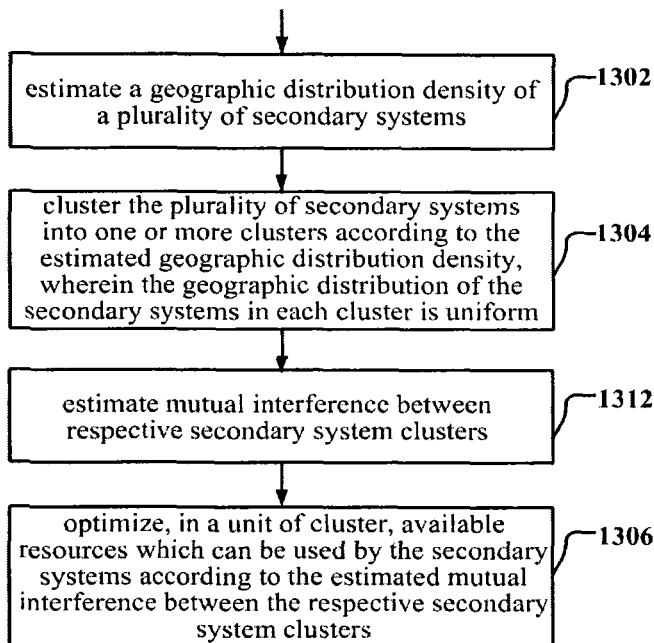 estimate a geographic distribution density of
a plurality of secondary systems
1302
cluster the plurality of secondary systems
into one or more clusters according to the
estimated geographic distribution density,
wherein the geographic distribution of the
secondary systems in each cluster is uniform
1304
estimate mutual interference between
respective secondary system clusters
1312
optimize, in a unit of cluster, available
resources which can be used by the secondary
systems according to the estimated mutual
interference between the respective secondary
system clusters
1306